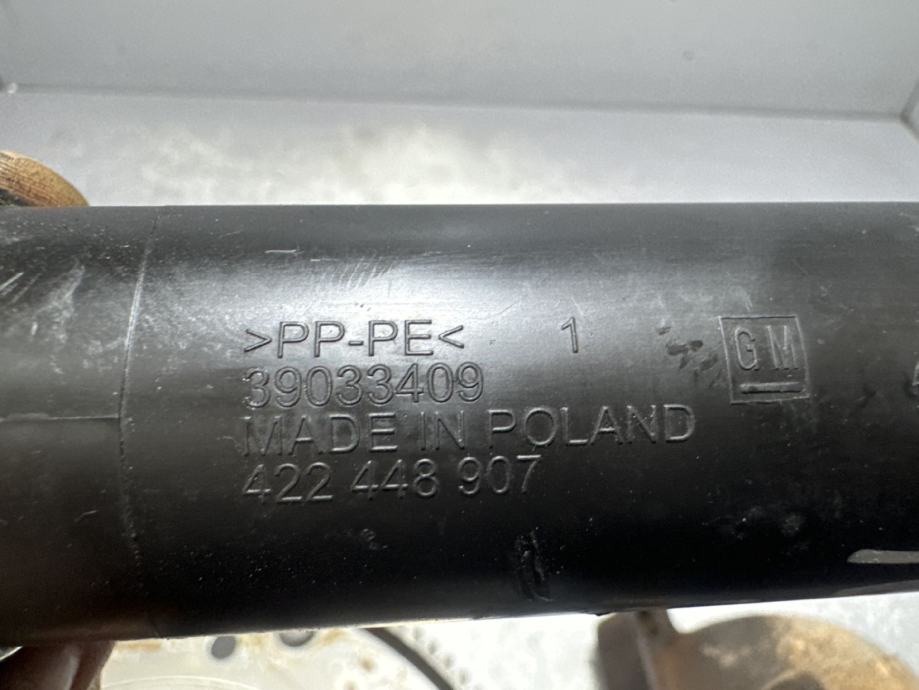 >PP-PE< 1
GM
39033409
MADE IN POLAND
422 448 907